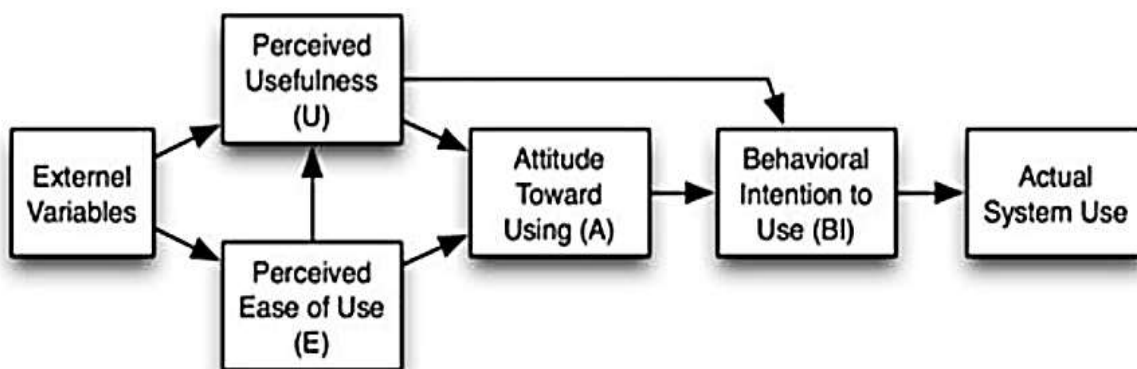 Perceived
Usefulness
(U)
Externel
Variables
Perceived
Ease of Use
(E)
Attitude
Toward
Using (A)
Behavioral
Intention to
Use (BI)
Actual
System Use